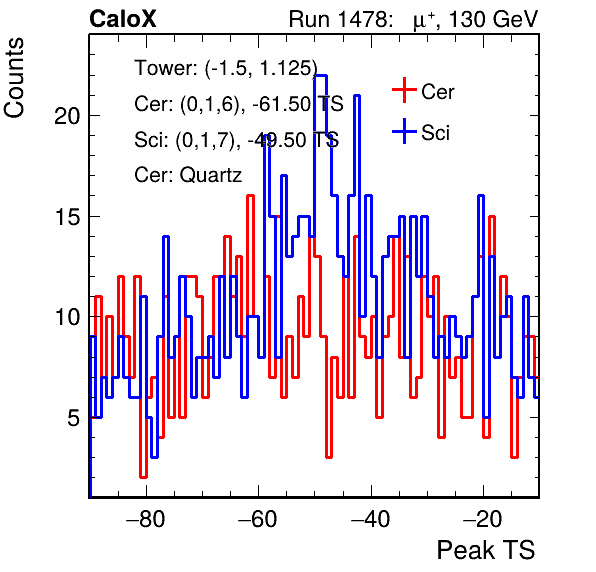 CaloX Run 1478: μ⁺, 130 GeV
Counts
Tower: (-1.5, 1.125)
Cer: (0,1,6), -61.50 TS
Sci: (0,1,7), -49.50 TS
Cer: Quartz
Cer
Sci
20
15
10
5
−80 −60 −40 −20
Peak TS